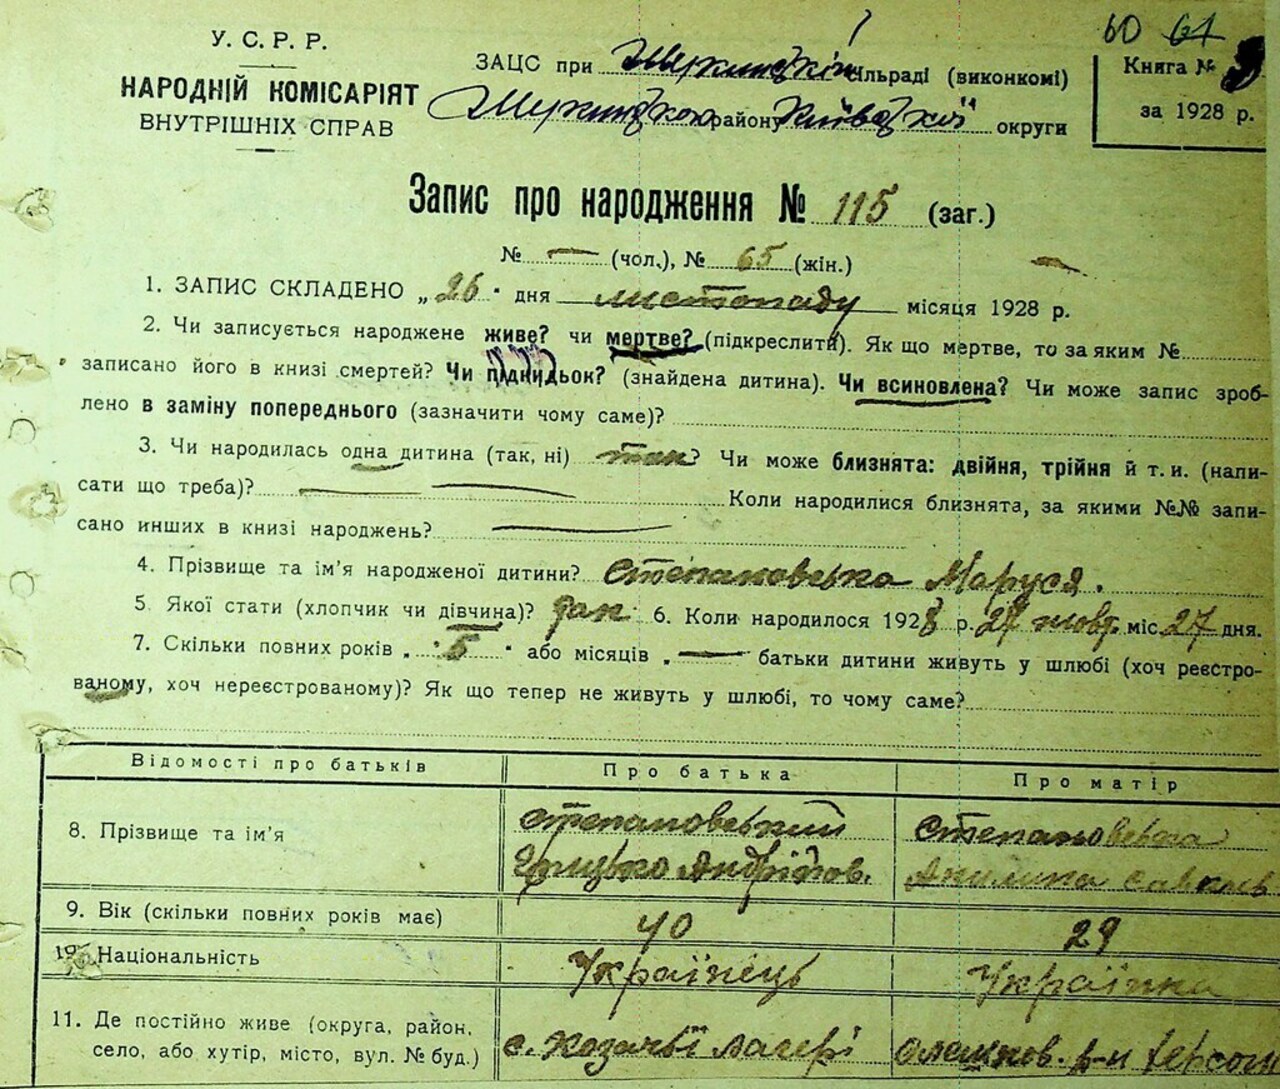 60 61
У. С. Р. Р.
НАРОДНІЙ КОМІСАРІЯТ
ВНУТРІШНІХ СПРАВ
ЗАЦС при сільраді (виконкомі)
району Київської округи
Книга №
за 1928 р.
Запис про народження № 115 (заг.)
№ — (чол.), № 65 (жін.)
1. ЗАПИС СКЛАДЕНО „26" дня листопаду місяця 1928 р.
2. Чи записується народжене живе? чи мертве? (підкреслити). Як що мертве, то за яким №
записано його в книзі смертей? Чи підкидьок? (знайдена дитина). Чи всиновлена? Чи може запис зроб-
лено в заміну попереднього (зазначити чому саме)?
3. Чи народилась одна дитина (так, ні) так? Чи може близнята: двійня, трійня й т. и. (напи-
сати що треба)? — — Коли народилися близнята, за якими №№ запи-
сано инших в книзі народжень? —
4. Прізвище та ім'я народженої дитини? Степановська Маруся.
5. Якої стати (хлопчик чи дівчина)? 6. Коли народилося 1928 р. 27 жовт. міс. 27 дня.
7. Скільки повних років „5" або місяців „— батьки дитини живуть у шлюбі (хоч реєстро-
ваному, хоч нереєстрованому)? Як що тепер не живуть у шлюбі, то чому саме?
Відомості про батьків Про батька Про матір
8. Прізвище та ім'я
Степановський
Грицько Андрійов.
Степановська
9. Вік (скільки повних років має) 40 29
10. Національність Українець Українка
11. Де постійно живе (округа, район,
село, або хутір, місто, вул. № буд.)
с. Козачьї Лагері Олешков. р-н Херсон